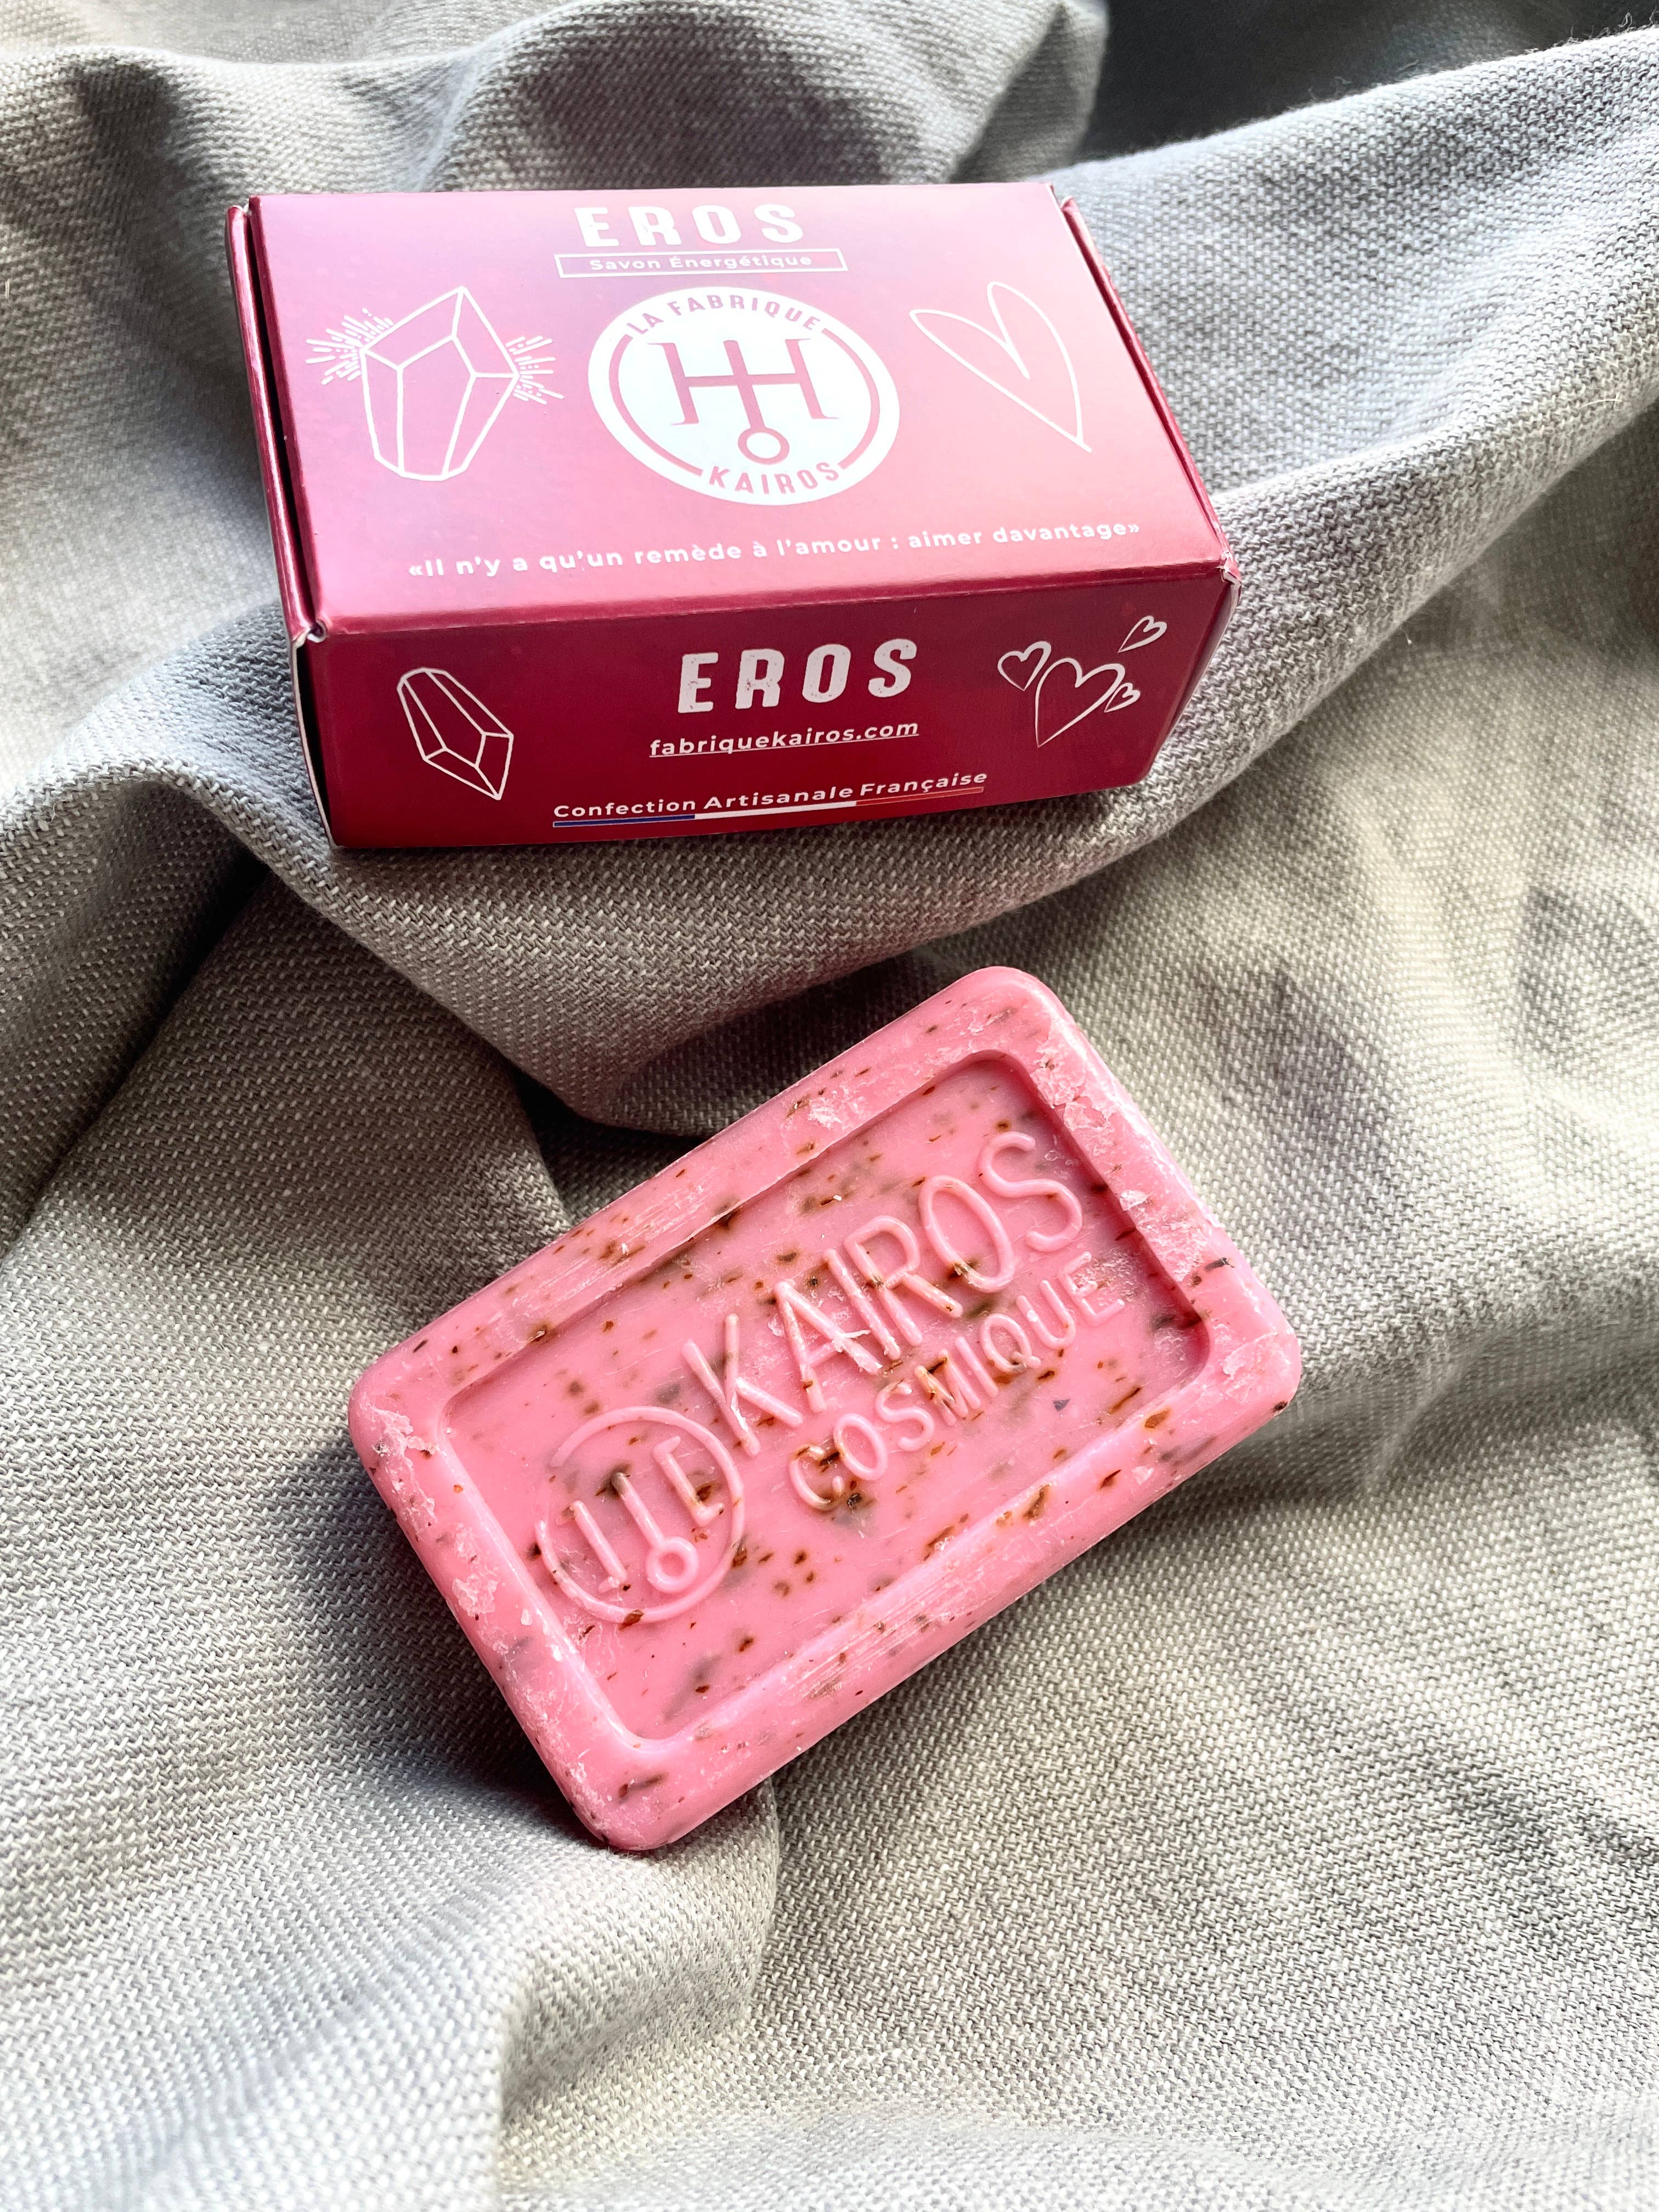 EROS
Savon Énergétique
LA FABRIQUE
KAIROS
«Il n'y a qu'un remède à l'amour : aimer davantage»
EROS
fabriquekairos.com
Confection Artisanale Française
KAIROS
COSMIQUE